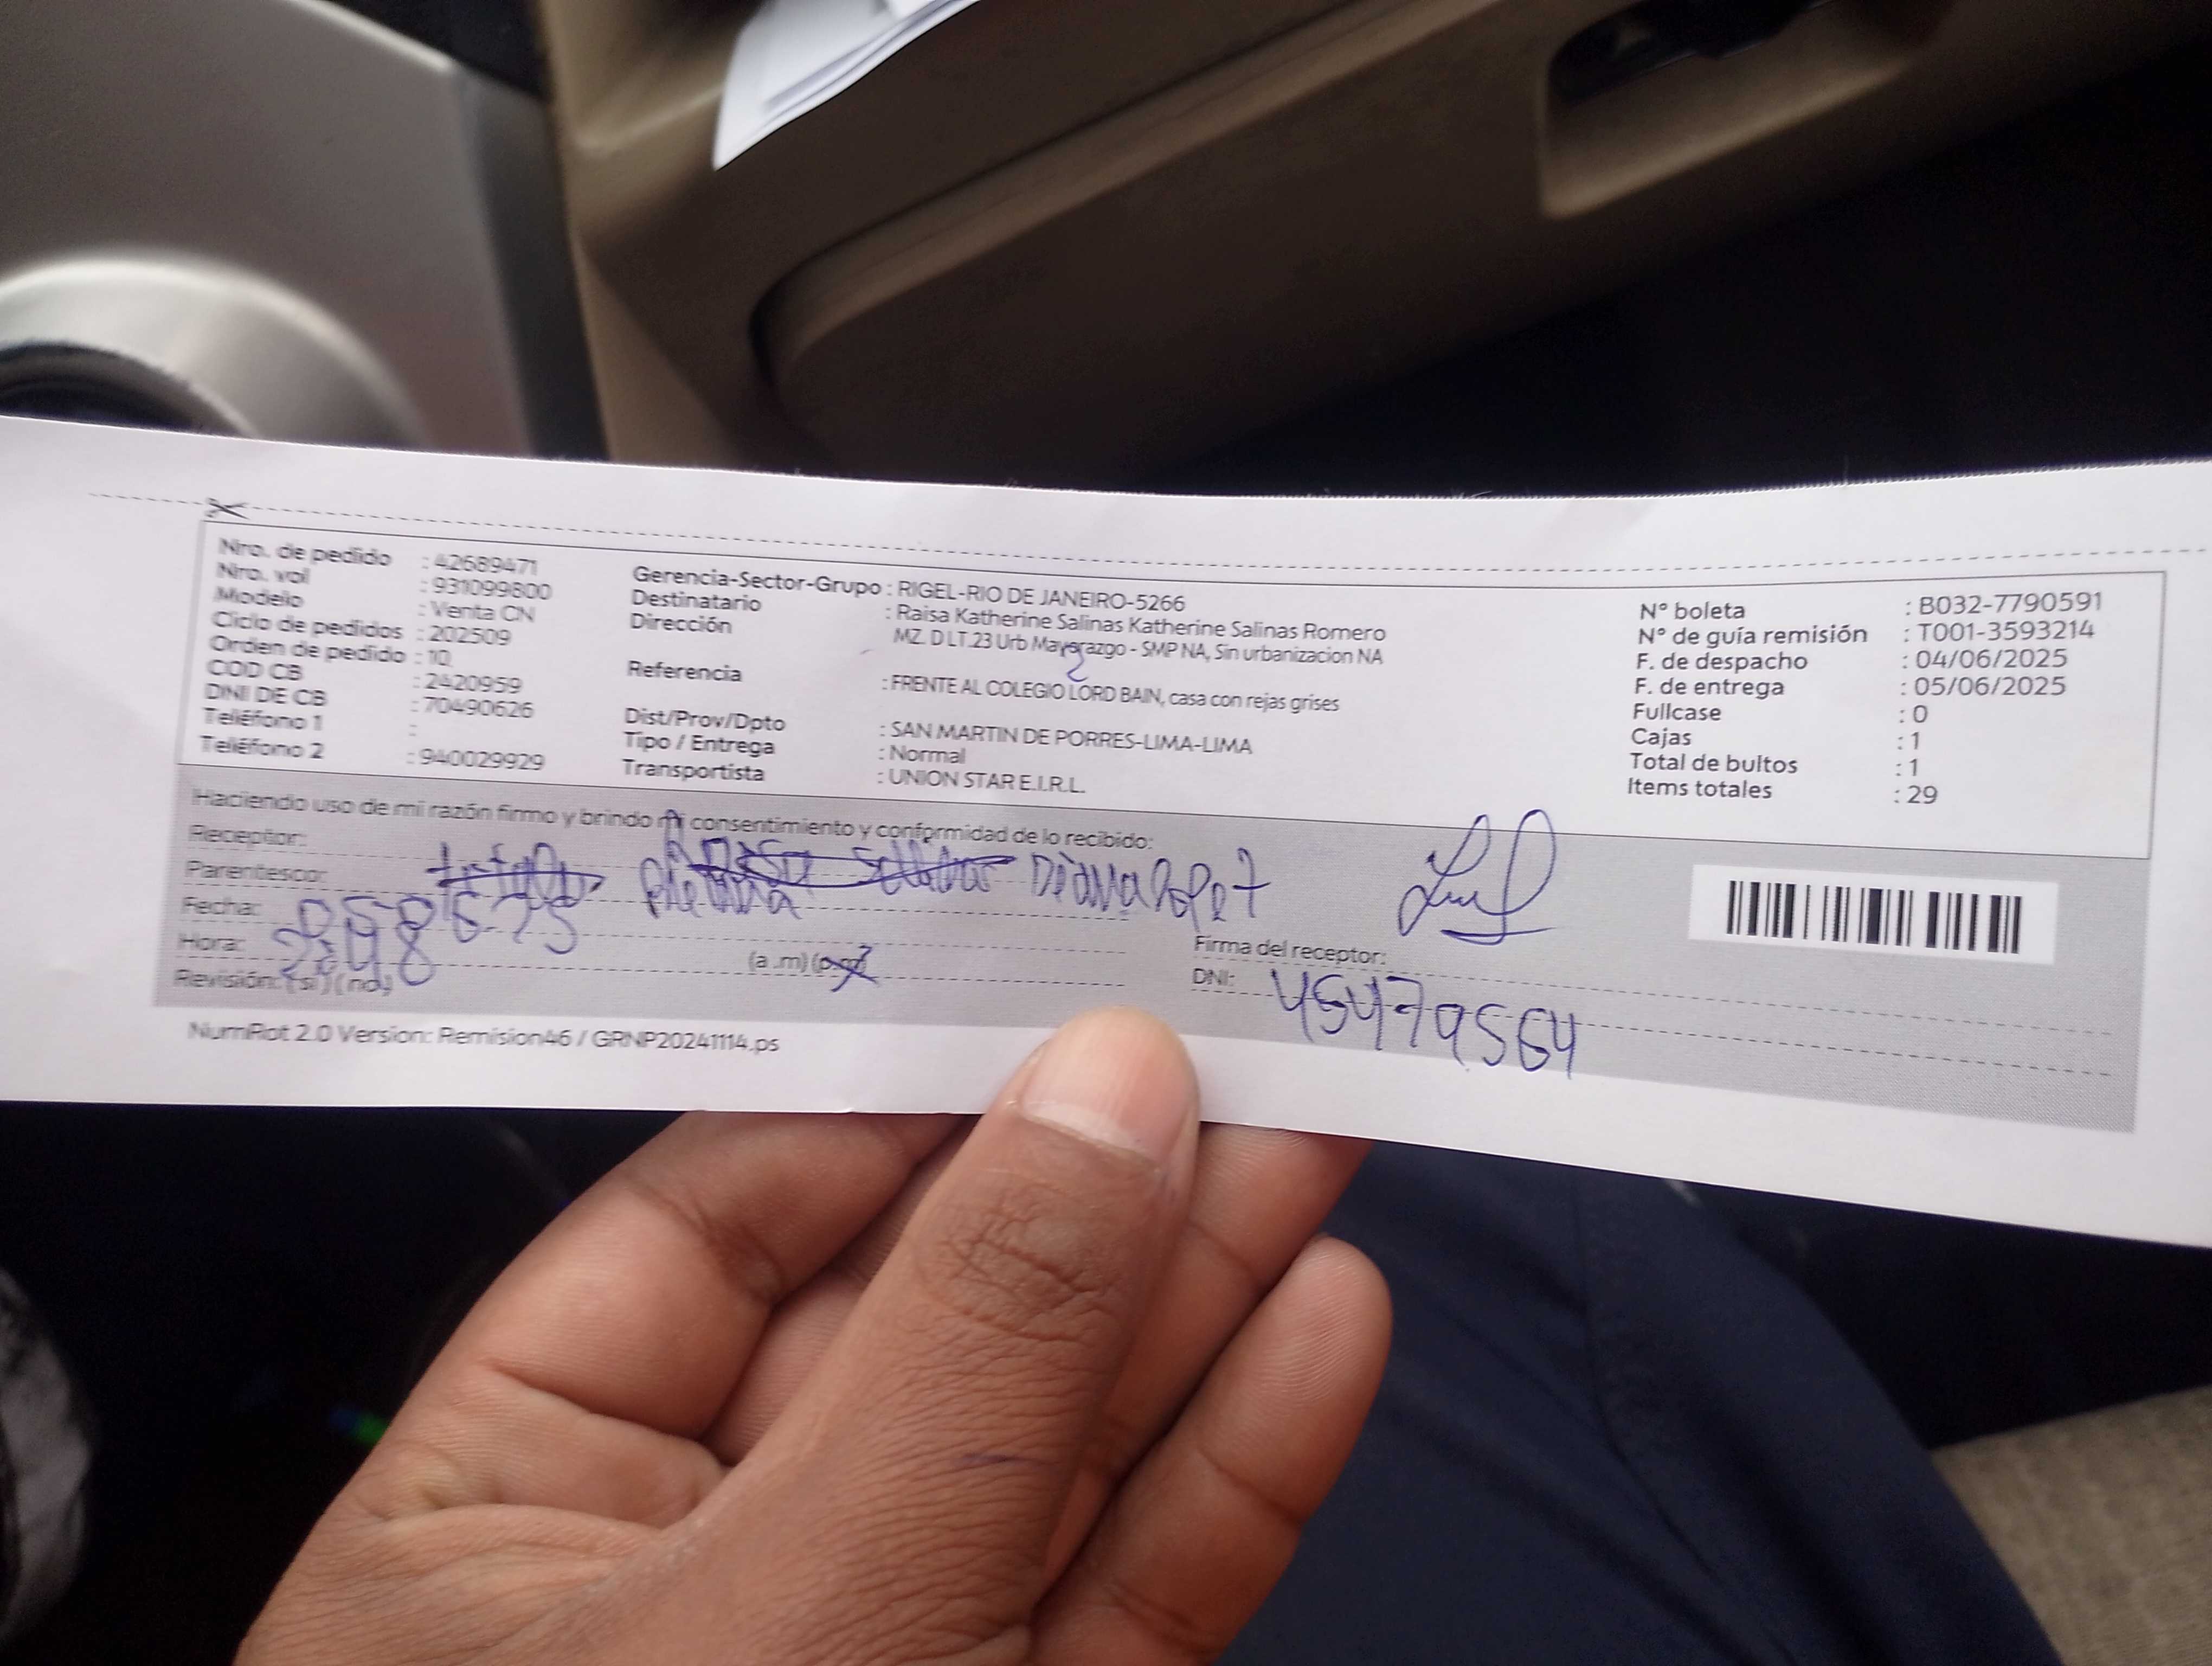 Nro. de pedido : 42689471
Nro. val : 931099800
Modelo : Venta CN
Ciclo de pedidos : 202509
Orden de pedido : 10
COD CB : 2420959
DNI DE CB : 70490626
Teléfono 1 :
Teléfono 2 : 940029929
Gerencia-Sector-Grupo : RIGEL-RIO DE JANEIRO-5266
Destinatario : Raisa Katherine Salinas Katherine Salinas Romero
Dirección MZ. D LT.23 Urb Mayorazgo - SMP NA, Sin urbanizacion NA
Referencia : FRENTE AL COLEGIO LORD BAIN, casa con rejas grises
Dist/Prov/Dpto : SAN MARTIN DE PORRES-LIMA-LIMA
Tipo / Entrega : Normal
Transportista : UNION STAR E.I.R.L.
N° boleta : B032-7790591
N° de guía remisión : T001-3593214
F. de despacho : 04/06/2025
F. de entrega : 05/06/2025
Fullcase : 0
Cajas : 1
Total de bultos : 1
Items totales : 29
Haciendo uso de mi razón firmo y brindo mi consentimiento y conformidad de lo recibido:
Receptor:
Parentesco: Diana
Fecha:
Hora: (a .m)
Revisión: (si) (no)
Firma del receptor:
DNI: 45479564
NumRot 2.0 Version: Remision46 / GRNP20241114.ps